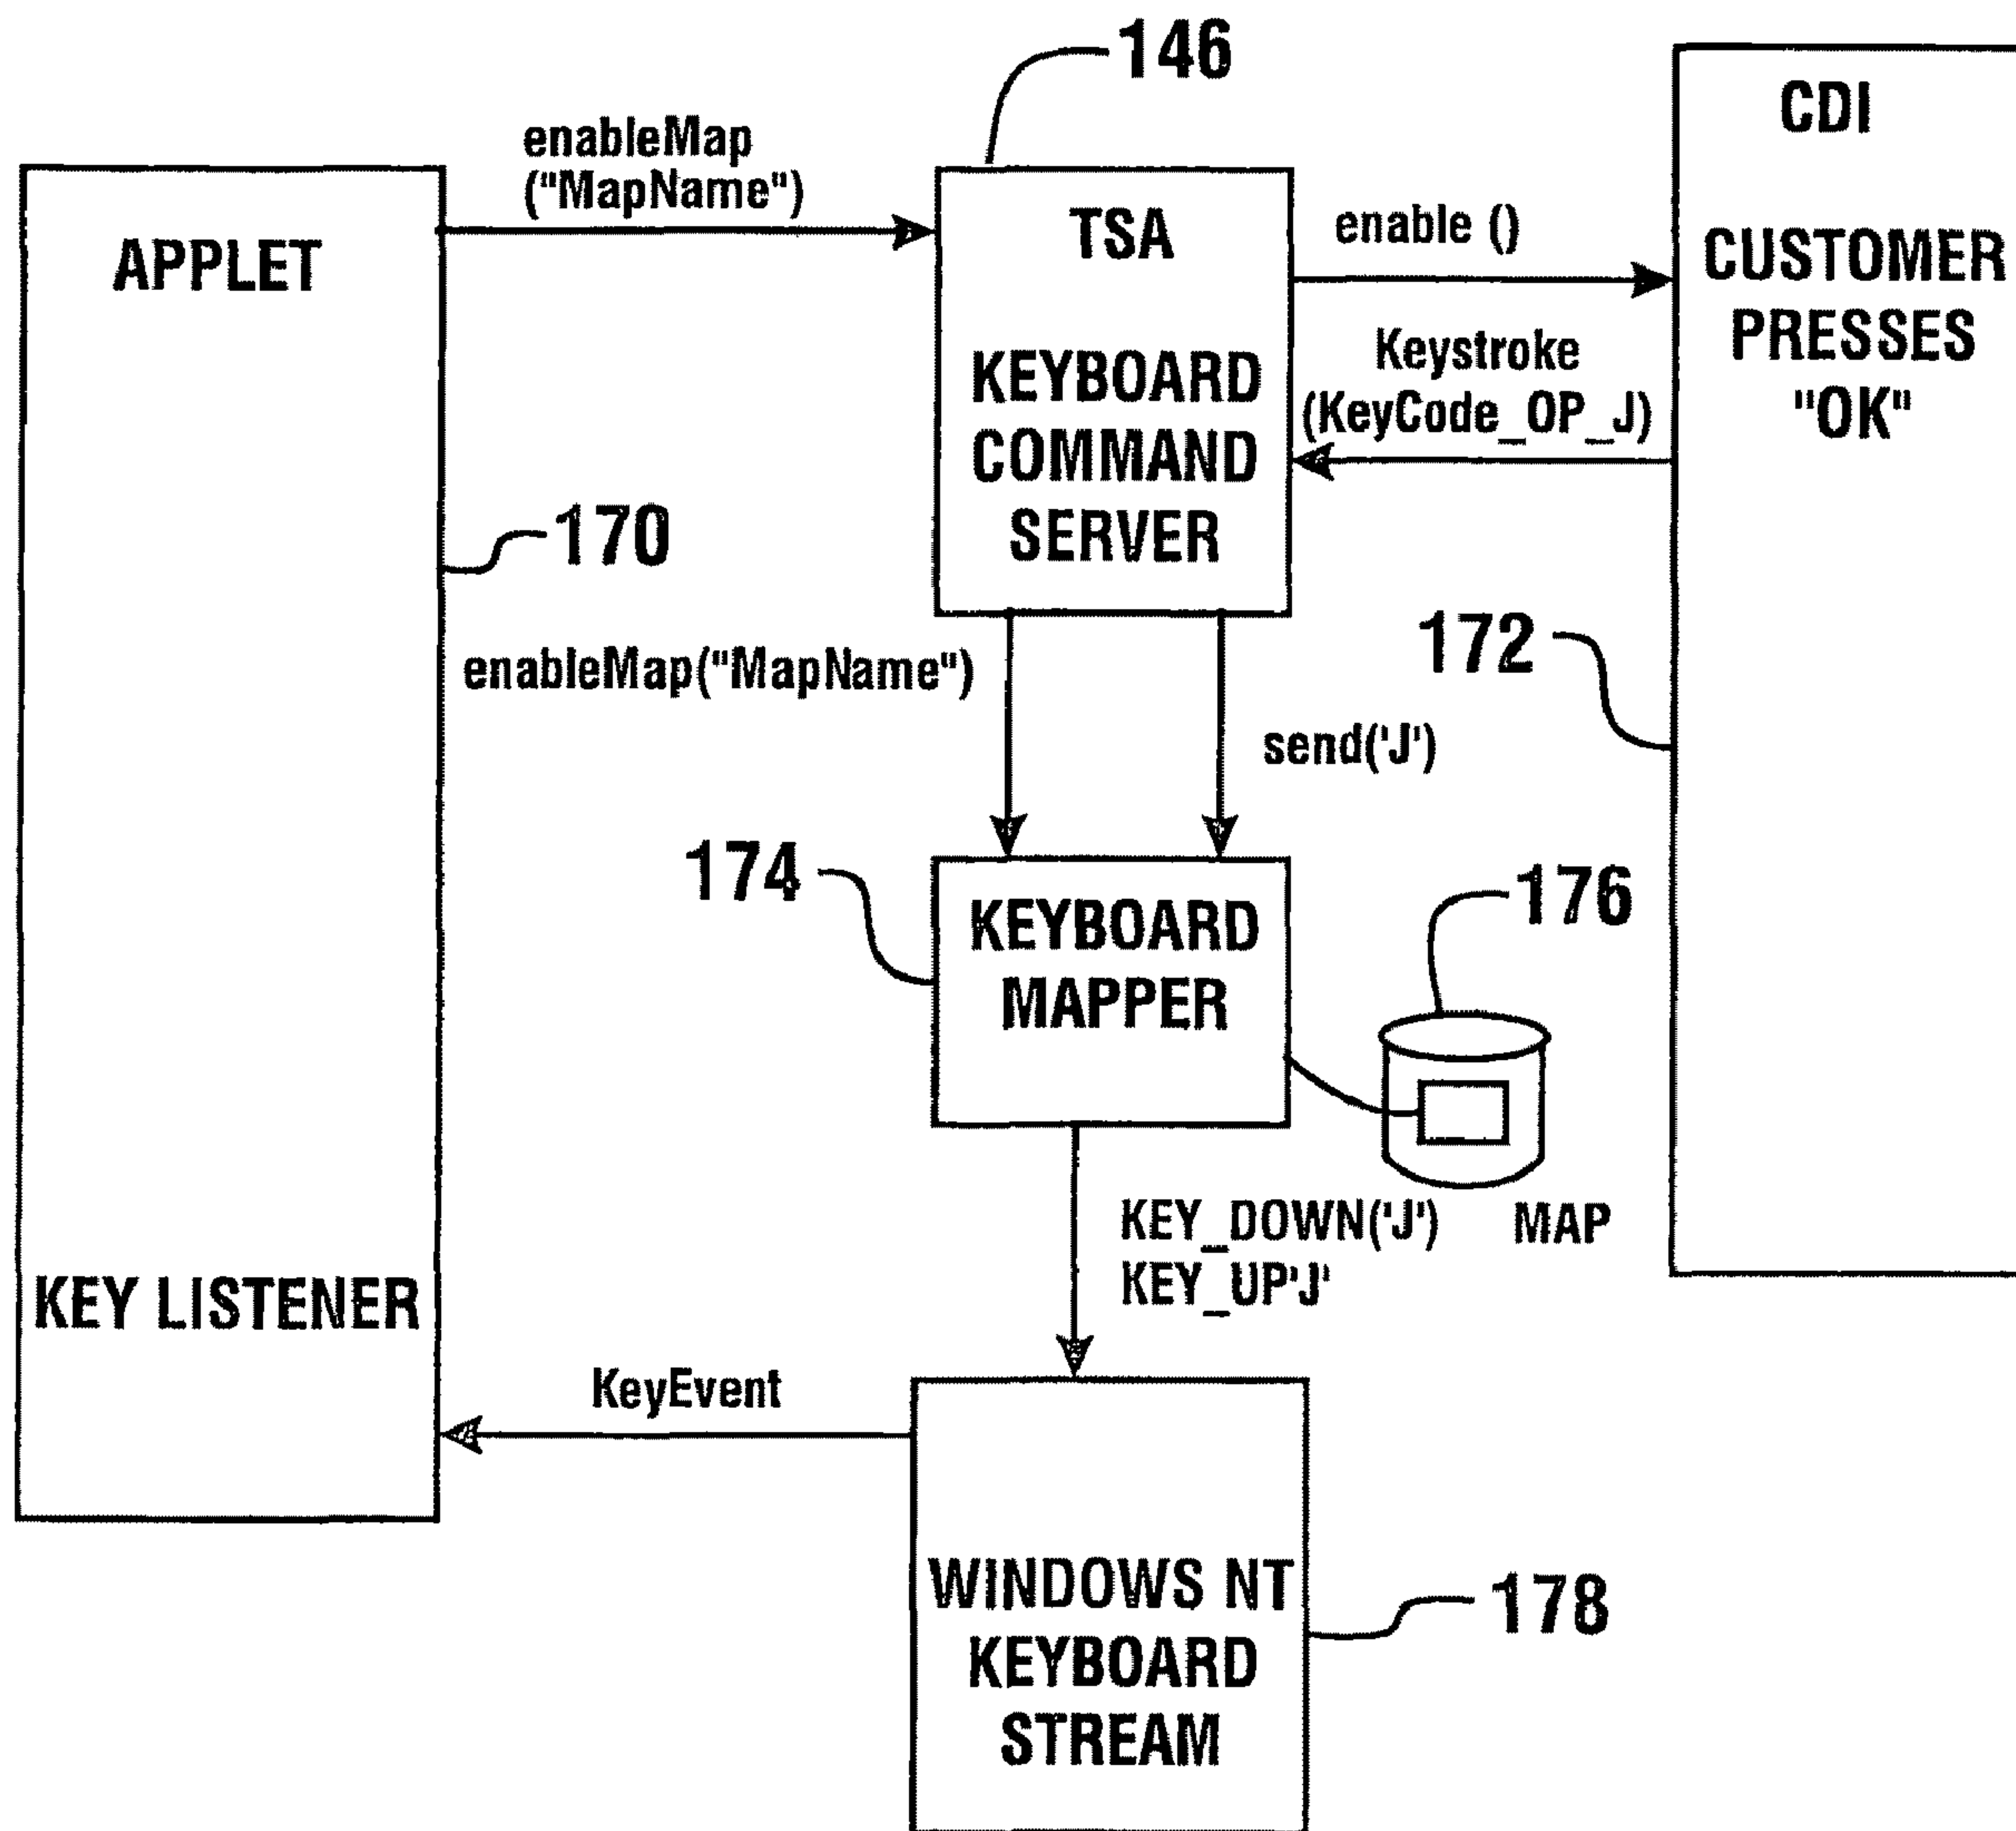 146
CDI
CUSTOMER
PRESSES
"OK"
enableMap
("MapName")
APPLET
TSA
KEYBOARD
COMMAND
SERVER
enable ()
Keystroke
(KeyCode_OP_J)
170
172
enableMap("MapName")
send('J')
174
KEYBOARD
MAPPER
176
MAP
KEY_DOWN('J')
KEY_UP'J'
KEY LISTENER
KeyEvent
WINDOWS NT
KEYBOARD
STREAM
178